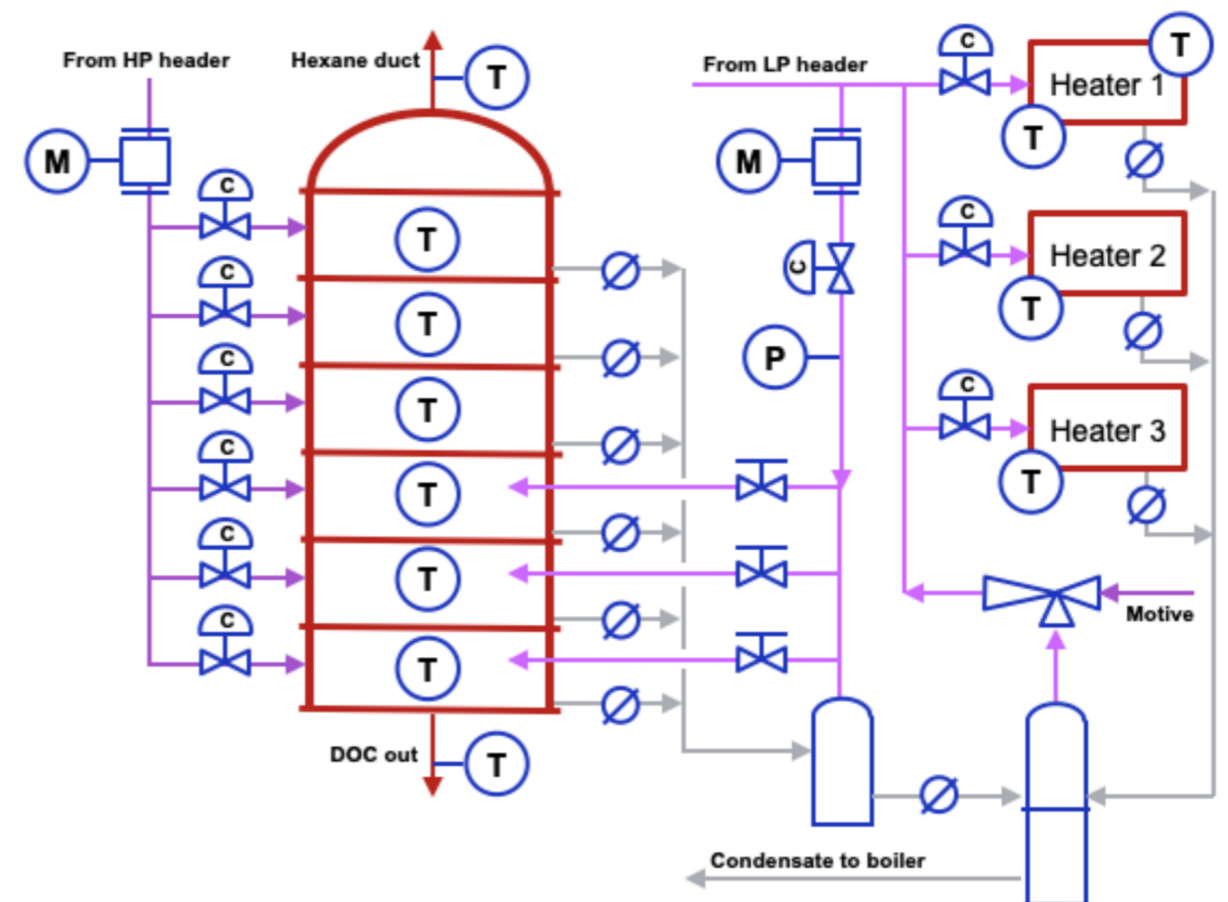 From HP header
Hexane duct
T
From LP header
C
Heater 1
T
T
M
M
C
T
C
Heater 2
T
C
T
C
P
C
T
C
Heater 3
T
C
T
C
T
Motive
C
T
DOC out
T
Condensate to boiler